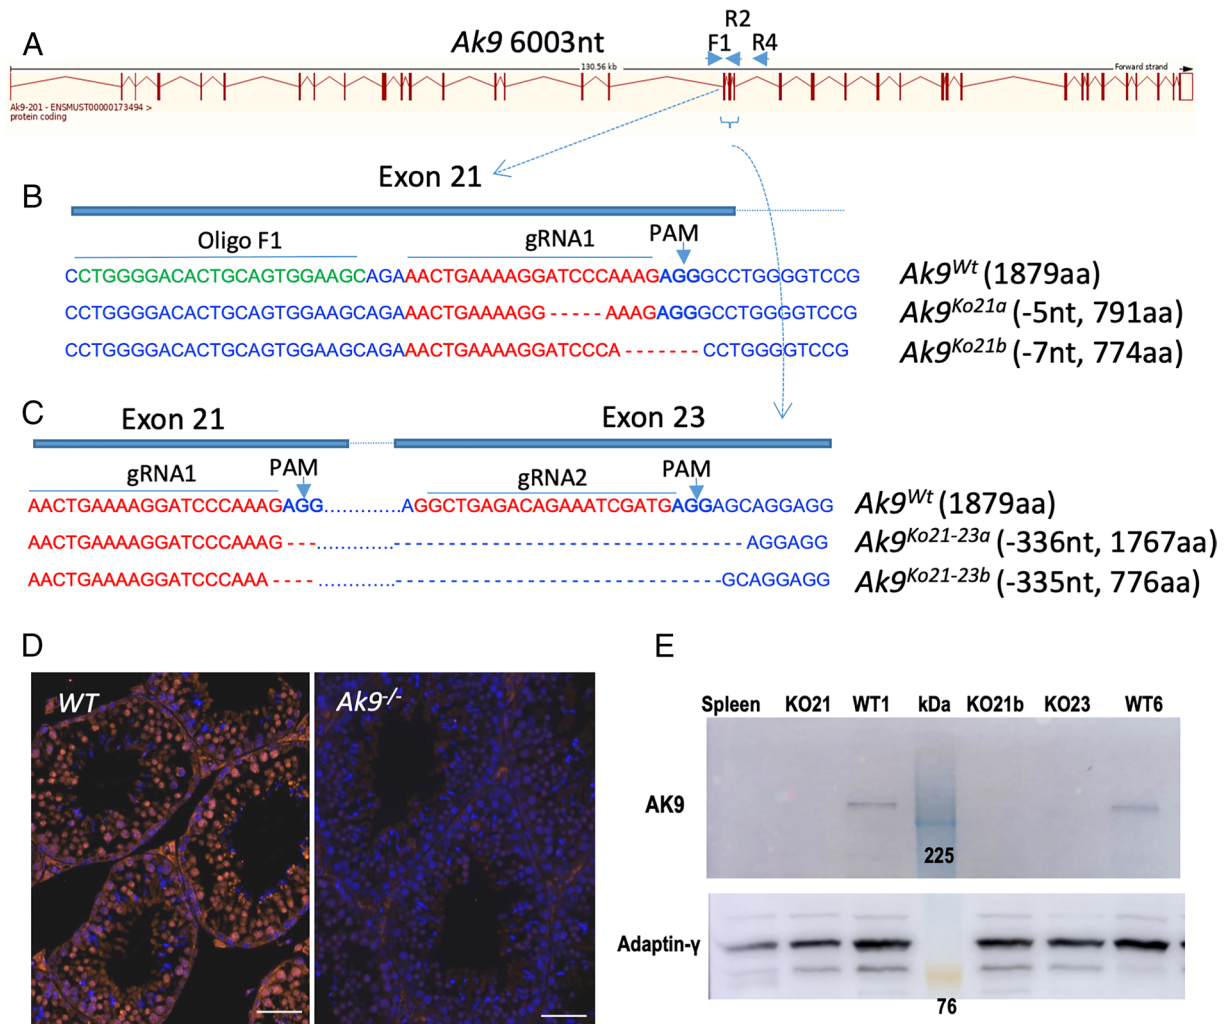 A
Ak9 6003nt
R2
F1
R4
130.56 kb
Forward strand
Ak9-201 - ENSMUST00000173494 >
protein coding
B
Exon 21
Oligo F1
gRNA1
PAM
CCTGGGGACACTGCAGTGGAAGCAGAAACTGAAAAGGATCCCAAAGAGGGCCTGGGGTCCG
Ak9Wt (1879aa)
CCTGGGGACACTGCAGTGGAAGCAGAAACTGAAAAGG-----AAAGAGGGCCTGGGGTCCG
Ak9Ko21a (-5nt, 791aa)
CCTGGGGACACTGCAGTGGAAGCAGAAACTGAAAAGGATCCCA-------CCTGGGGTCCG
Ak9Ko21b (-7nt, 774aa)
C
Exon 21
Exon 23
gRNA1
PAM
gRNA2
PAM
AACTGAAAAGGATCCCAAAGAGG.............AGGCTGAGACAGAAATCGATGAGGAGCAGGAGG
Ak9Wt (1879aa)
AACTGAAAAGGATCCCAAAG---.............------------------------------------AGGAGG
Ak9Ko21-23a (-336nt, 1767aa)
AACTGAAAAGGATCCCAAA----.............---------------------------------GCAGGAGG
Ak9Ko21-23b (-335nt, 776aa)
D
WT
Ak9-/-
E
Spleen KO21 WT1 kDa KO21b KO23 WT6
AK9
225
Adaptin-γ
76